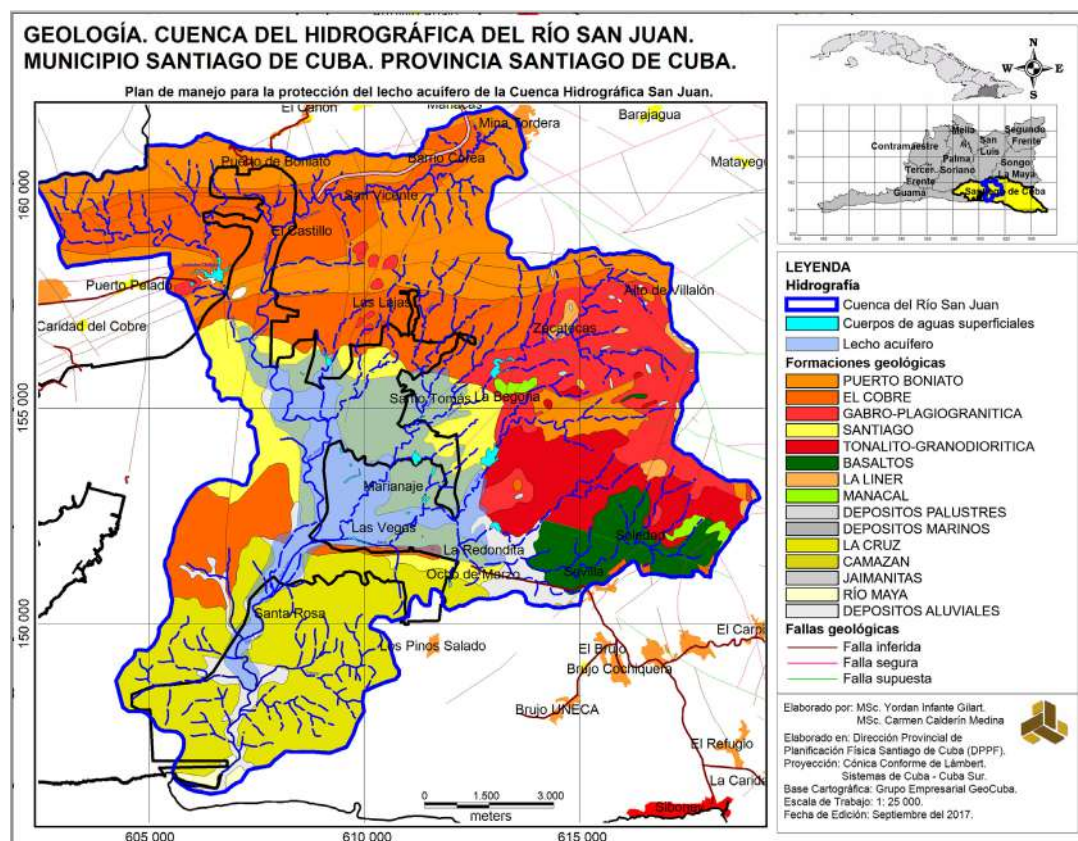 GEOLOGÍA. CUENCA DEL HIDROGRÁFICA DEL RÍO SAN JUAN.
MUNICIPIO SANTIAGO DE CUBA. PROVINCIA SANTIAGO DE CUBA.
Plan de manejo para la protección del lecho acuífero de la Cuenca Hidrográfica San Juan.
El Cañón
Manacas
Mina Tordera
Barajagua
Puerto de Boniato
Barrio Corea
Matayegu
San Vicente
El Castillo
Puerto Pelado
Las Lajas
Alto de Villalón
Caridad del Cobre
Zacatecas
Santo Tomas
La Begoña
Marianaje
Las Vegas
La Redondita
Soledad
Ocho de Marzo
Sevilla
Santa Rosa
Los Pinos Salado
El Brujo
El Carpi
Brujo Cochiquera
Brujo UNECA
El Refugio
La Carida
Siboney
160 000
155 000
150 000
605 000
610 000
615 000
0 1.500 3.000
meters
N
W E
S
Mella
Segundo
Frente
Contramaestre
San
Luis
Palma
Soriano
Songo
La Maya
Tercer
Frente
Guama
Santiago de Cuba
LEYENDA
Hidrografía
Cuenca del Río San Juan
Cuerpos de aguas superficiales
Lecho acuífero
Formaciones geológicas
PUERTO BONIATO
EL COBRE
GABRO-PLAGIOGRANITICA
SANTIAGO
TONALITO-GRANODIORITICA
BASALTOS
LA LINER
MANACAL
DEPOSITOS PALUSTRES
DEPOSITOS MARINOS
LA CRUZ
CAMAZAN
JAIMANITAS
RÍO MAYA
DEPOSITOS ALUVIALES
Fallas geológicas
Falla inferida
Falla segura
Falla supuesta
Elaborado por: MSc. Yordan Infante Gilart.
MSc. Carmen Calderín Medina
Elaborado en: Dirección Provincial de
Planificación Física Santiago de Cuba (DPPF).
Proyección: Cónica Conforme de Lámbert.
Sistemas de Cuba - Cuba Sur.
Base Cartográfica: Grupo Empresarial GeoCuba.
Escala de Trabajo: 1: 25 000.
Fecha de Edición: Septiembre del 2017.